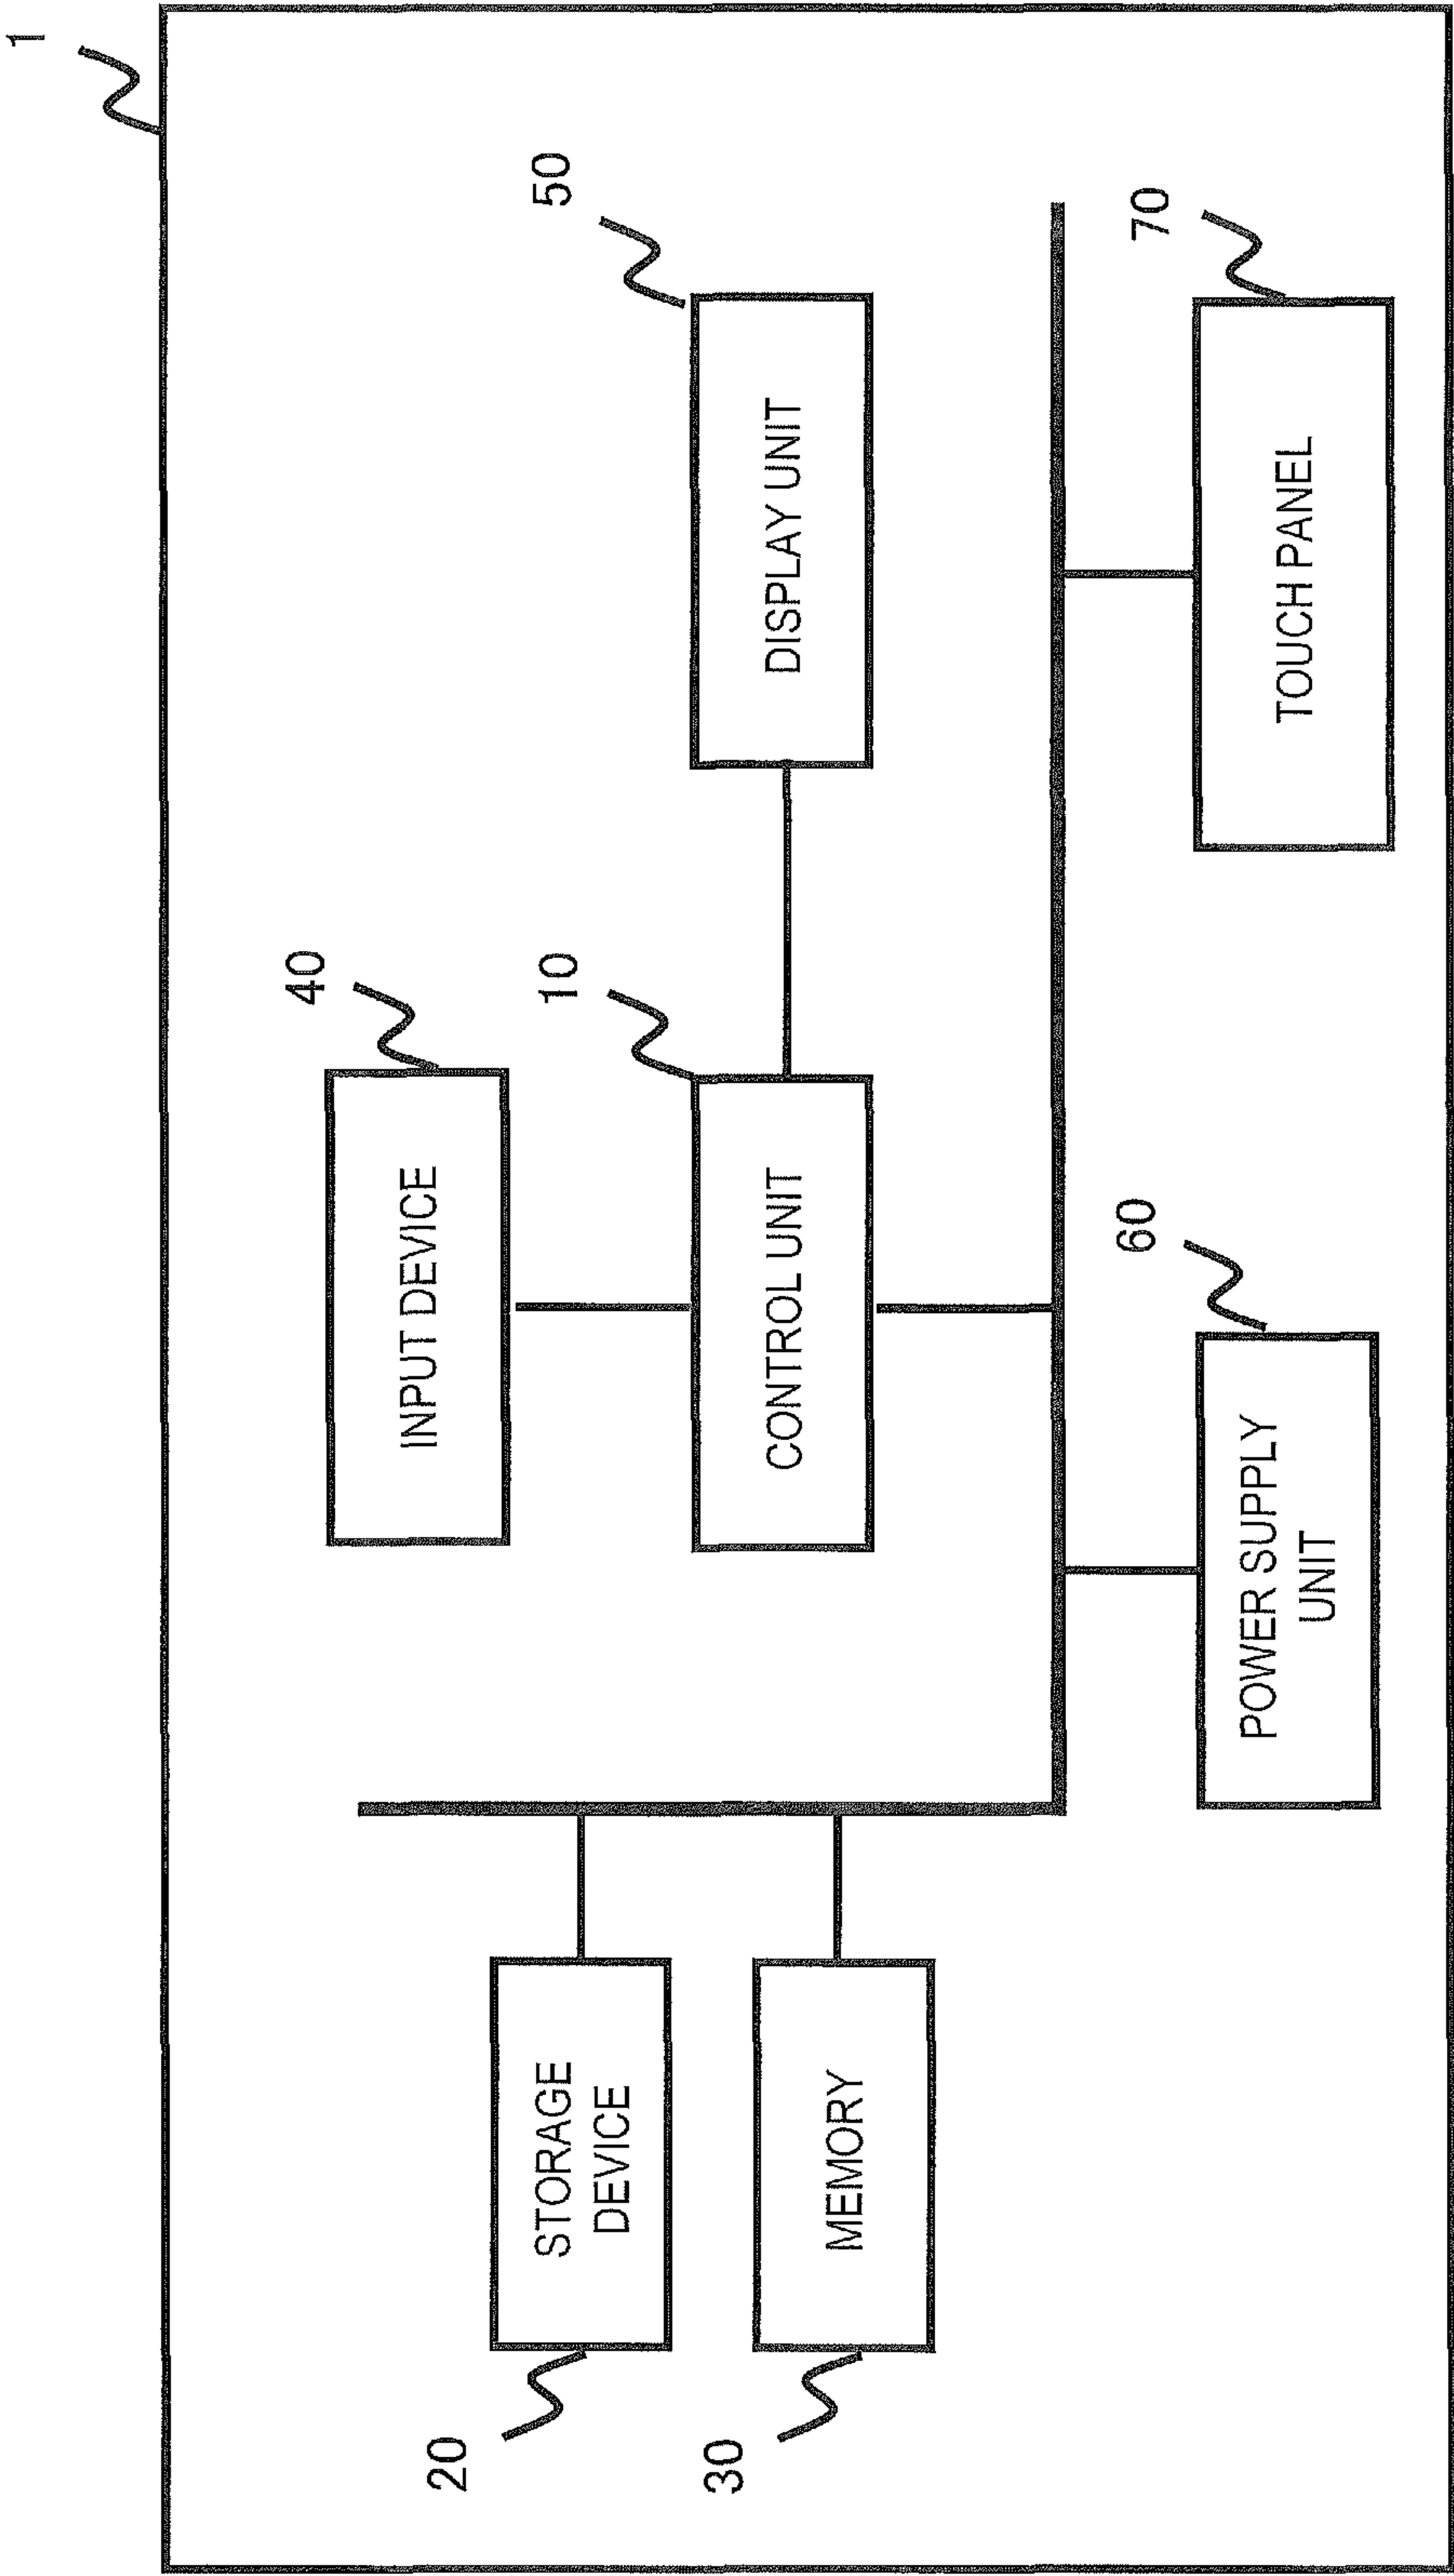 1
40
INPUT DEVICE
50
DISPLAY UNIT
10
CONTROL UNIT
20
STORAGE
DEVICE
30
MEMORY
60
POWER SUPPLY
UNIT
70
TOUCH PANEL